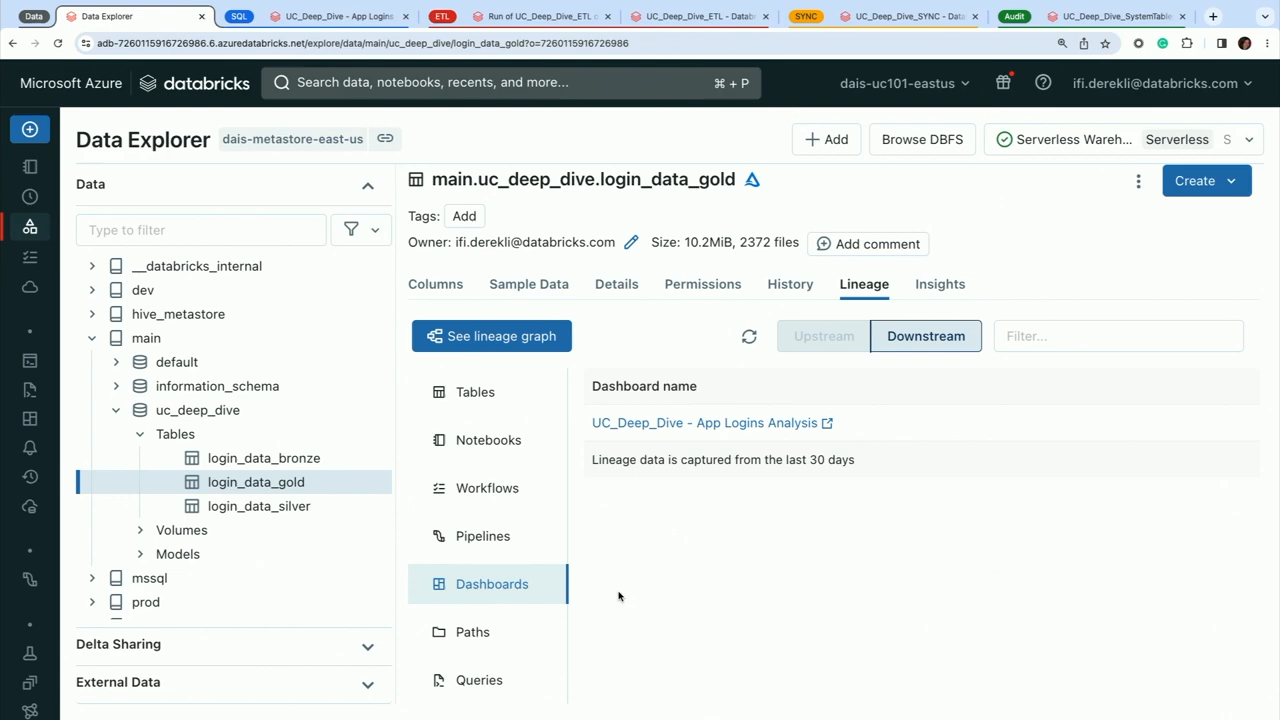 Data
Data Explorer
SQL
UC_Deep_Dive - App Logins
ETL
Run of UC_Deep_Dive_ETL
UC_Deep_Dive_ETL - Datab
SYNC
UC_Deep_Dive_SYNC - Data
Audit
UC_Deep_Dive_SystemTable
adb-7260115916726986.6.azuredatabricks.net/explore/data/main/uc_deep_dive/login_data_gold?o=7260115916726986
Microsoft Azure
databricks
Search data, notebooks, recents, and more...
⌘ + P
dais-uc101-eastus
ifi.derekli@databricks.com
Data Explorer
dais-metastore-east-us
Add
Browse DBFS
Serverless Wareh... Serverless S
Data
Type to filter
__databricks_internal
dev
hive_metastore
main
default
information_schema
uc_deep_dive
Tables
login_data_bronze
login_data_gold
login_data_silver
Volumes
Models
mssql
prod
Delta Sharing
External Data
main.uc_deep_dive.login_data_gold
Create
Tags: Add
Owner: ifi.derekli@databricks.com Size: 10.2MiB, 2372 files Add comment
Columns Sample Data Details Permissions History Lineage Insights
See lineage graph
Upstream Downstream
Filter...
Tables
Notebooks
Workflows
Pipelines
Dashboards
Paths
Queries
Dashboard name
UC_Deep_Dive - App Logins Analysis
Lineage data is captured from the last 30 days